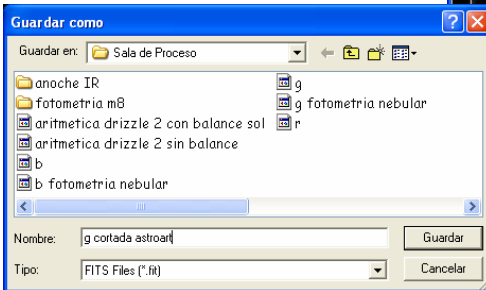 Guardar como
Guardar en: Sala de Proceso
anoche IR
fotometria m8
aritmetica drizzle 2 con balance sol
aritmetica drizzle 2 sin balance
b
b fotometria nebular
g
g fotometria nebular
r
Nombre: g cortada astroart Guardar
Tipo: FITS Files (*.fit) Cancelar